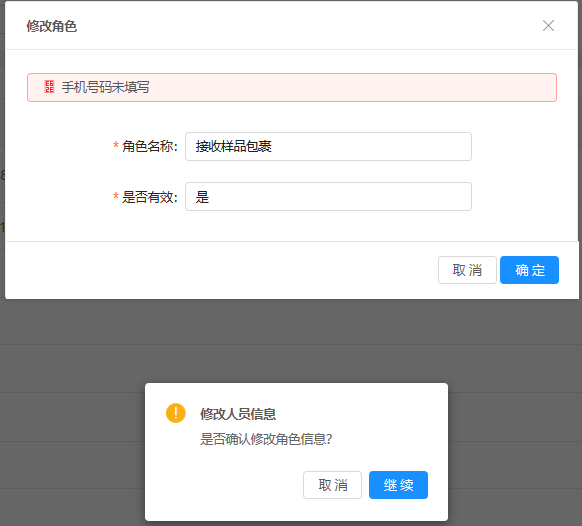 修改角色
手机号码未填写
* 角色名称: 接收样品包裹
* 是否有效: 是
取 消 确 定
修改人员信息
是否确认修改角色信息?
取 消 继 续